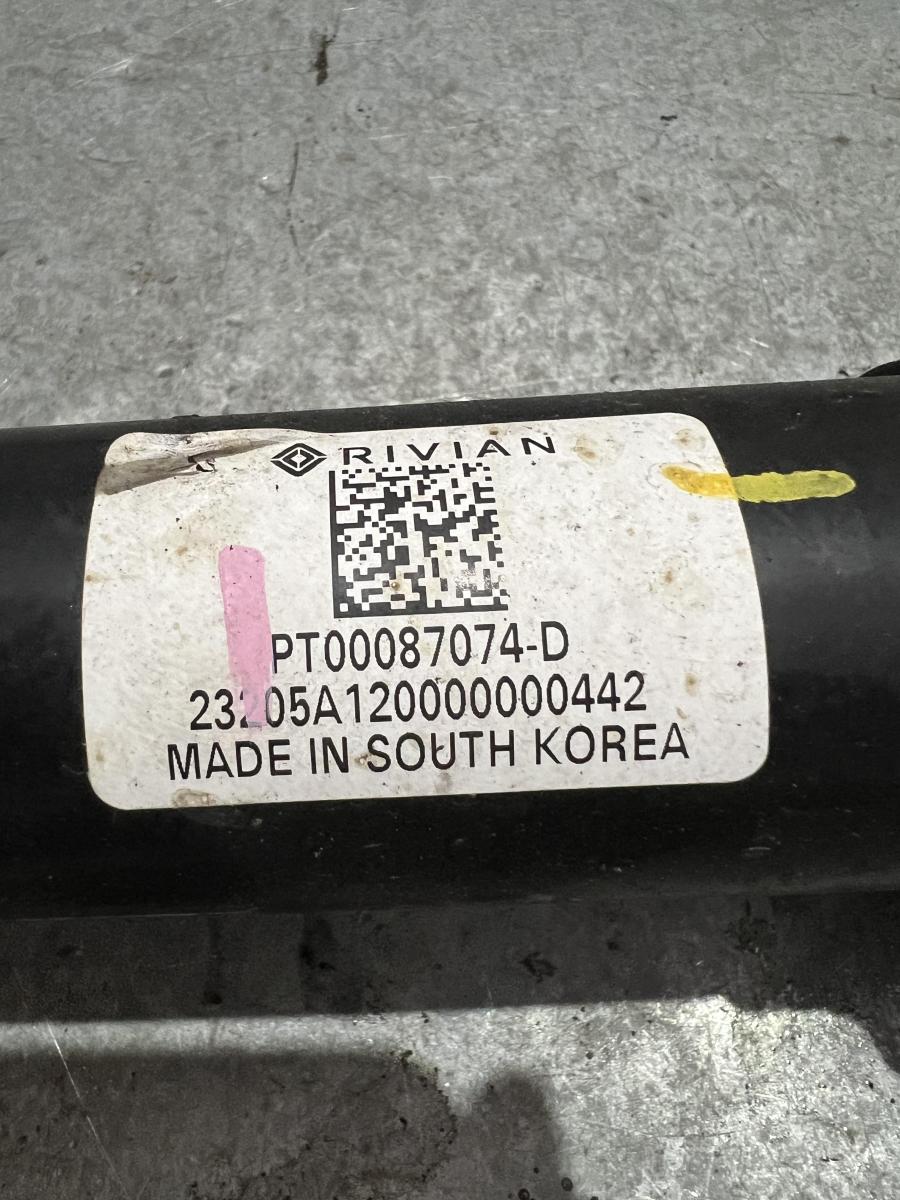 RIVIAN
PT00087074-D
23205A120000000442
MADE IN SOUTH KOREA